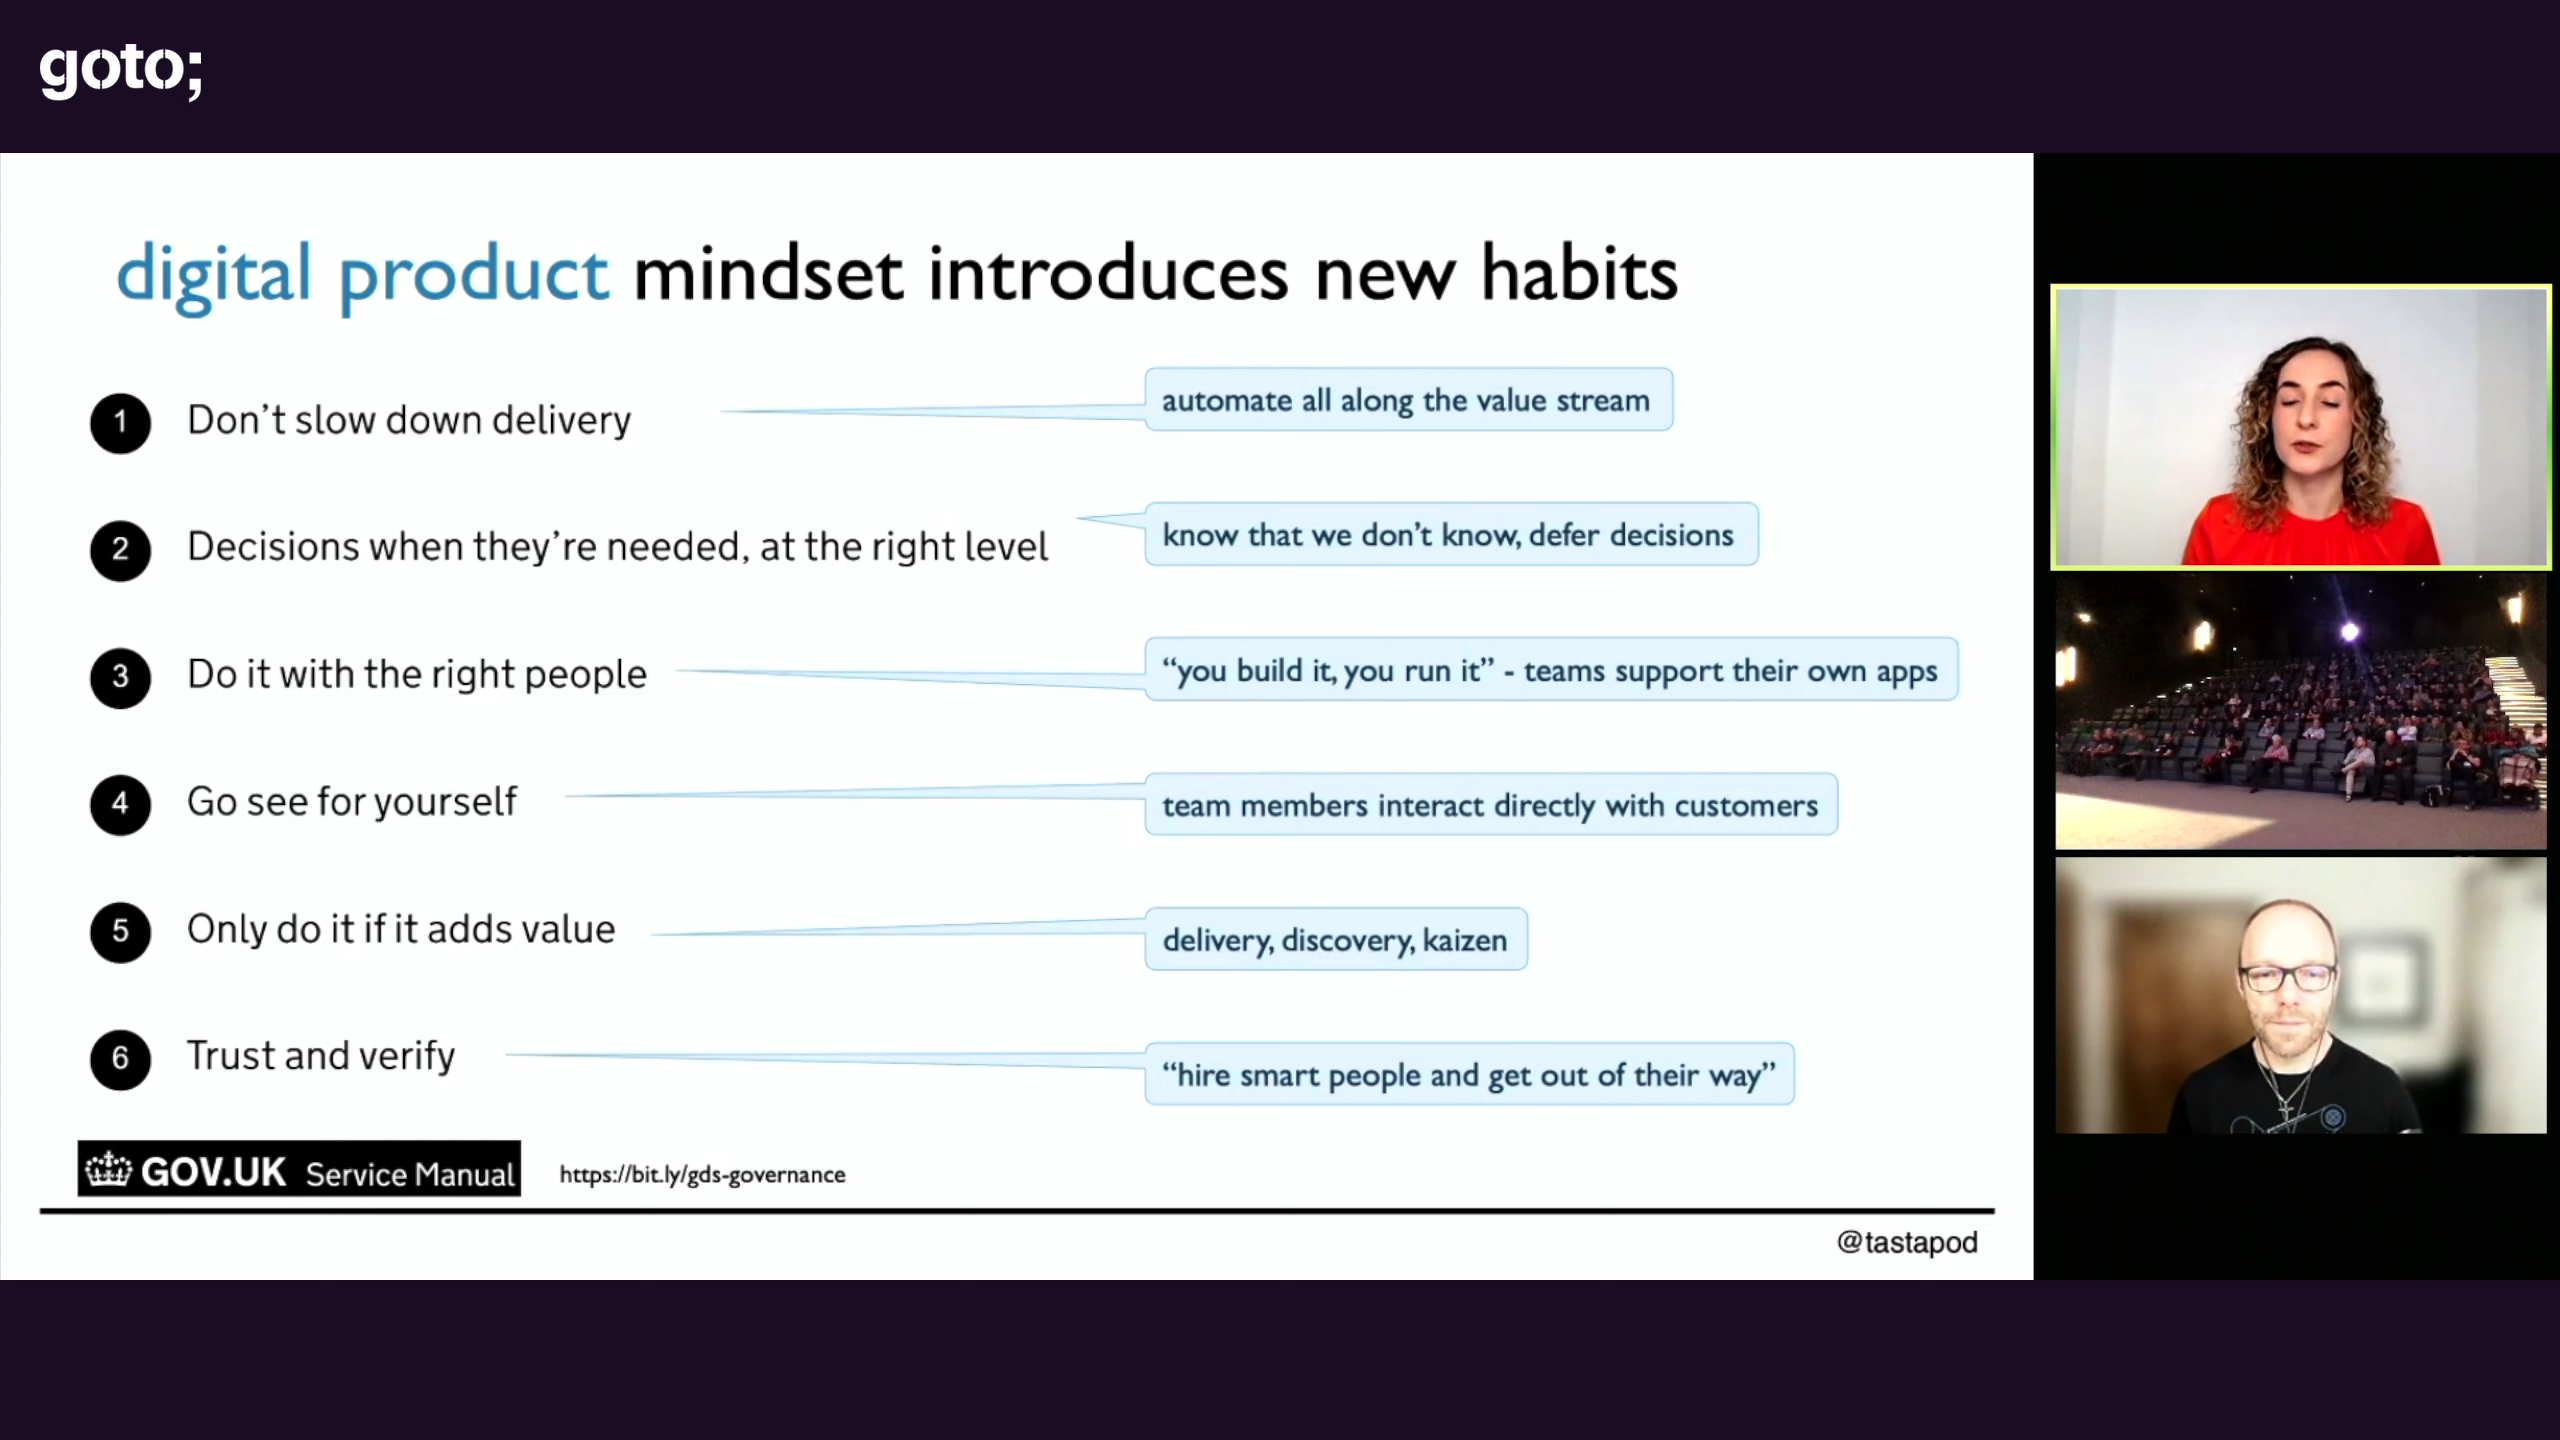 goto;
digital product mindset introduces new habits
1 Don’t slow down delivery
automate all along the value stream
2 Decisions when they’re needed, at the right level
know that we don’t know, defer decisions
3 Do it with the right people
“you build it, you run it” - teams support their own apps
4 Go see for yourself
team members interact directly with customers
5 Only do it if it adds value
delivery, discovery, kaizen
6 Trust and verify
“hire smart people and get out of their way”
GOV.UK Service Manual
https://bit.ly/gds-governance
@tastapod